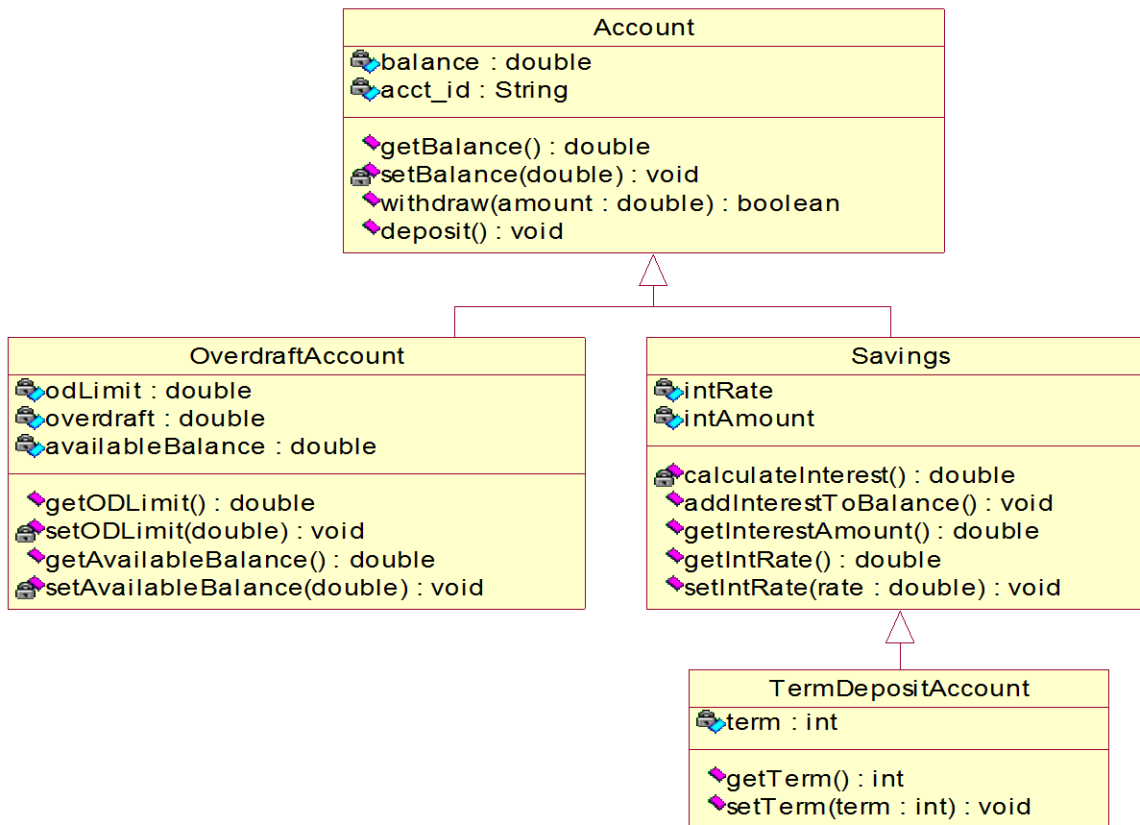 Account
balance : double
acct_id : String
getBalance() : double
setBalance(double) : void
withdraw(amount : double) : boolean
deposit() : void
OverdraftAccount
odLimit : double
overdraft : double
availableBalance : double
getODLimit() : double
setODLimit(double) : void
getAvailableBalance() : double
setAvailableBalance(double) : void
Savings
intRate
intAmount
calculateInterest() : double
addInterestToBalance() : void
getInterestAmount() : double
getIntRate() : double
setIntRate(rate : double) : void
TermDepositAccount
term : int
getTerm() : int
setTerm(term : int) : void